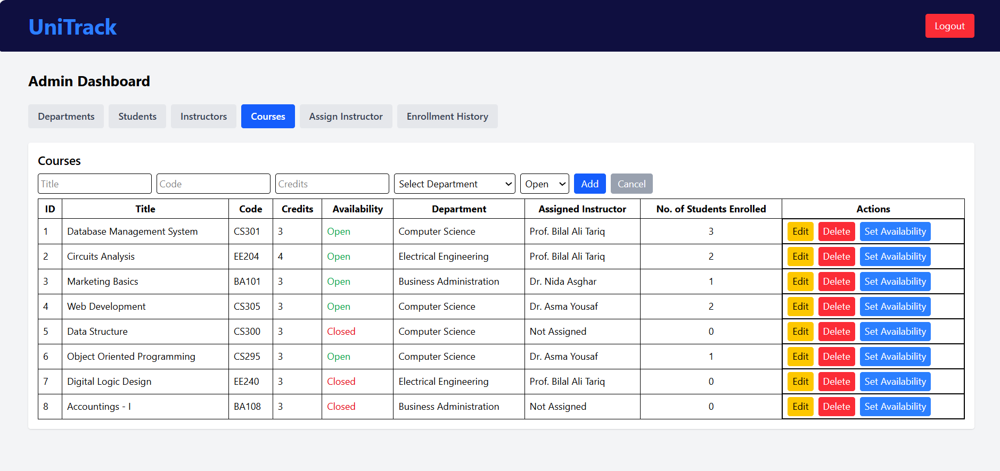 UniTrack
Logout
Admin Dashboard
Departments Students Instructors Courses Assign Instructor Enrollment History
Courses
Title Code Credits Select Department Open Add Cancel
ID Title Code Credits Availability Department Assigned Instructor No. of Students Enrolled Actions
1 Database Management System CS301 3 Open Computer Science Prof. Bilal Ali Tariq 3 Edit Delete Set Availability
2 Circuits Analysis EE204 4 Open Electrical Engineering Prof. Bilal Ali Tariq 2 Edit Delete Set Availability
3 Marketing Basics BA101 3 Open Business Administration Dr. Nida Asghar 1 Edit Delete Set Availability
4 Web Development CS305 3 Open Computer Science Dr. Asma Yousaf 2 Edit Delete Set Availability
5 Data Structure CS300 3 Closed Computer Science Not Assigned 0 Edit Delete Set Availability
6 Object Oriented Programming CS295 3 Open Computer Science Dr. Asma Yousaf 1 Edit Delete Set Availability
7 Digital Logic Design EE240 3 Closed Electrical Engineering Prof. Bilal Ali Tariq 0 Edit Delete Set Availability
8 Accountings - I BA108 3 Closed Business Administration Not Assigned 0 Edit Delete Set Availability